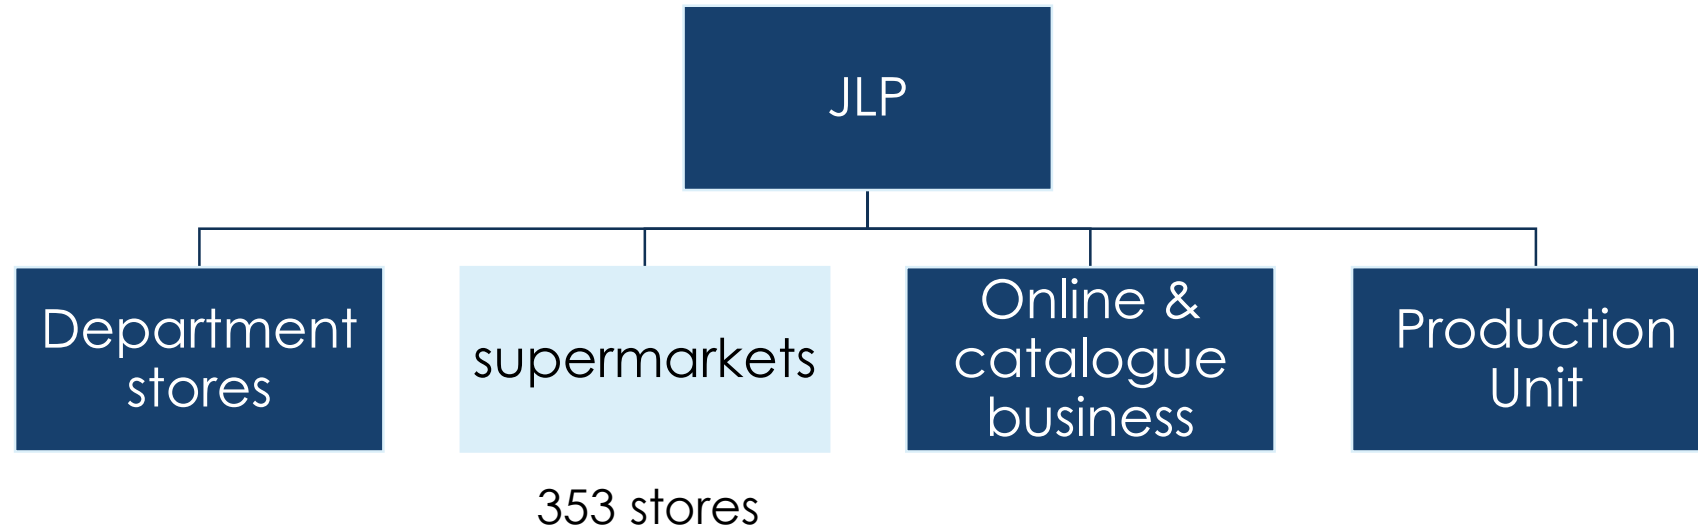 JLP
Department
stores
supermarkets
Online &
catalogue
business
Production
Unit
353 stores